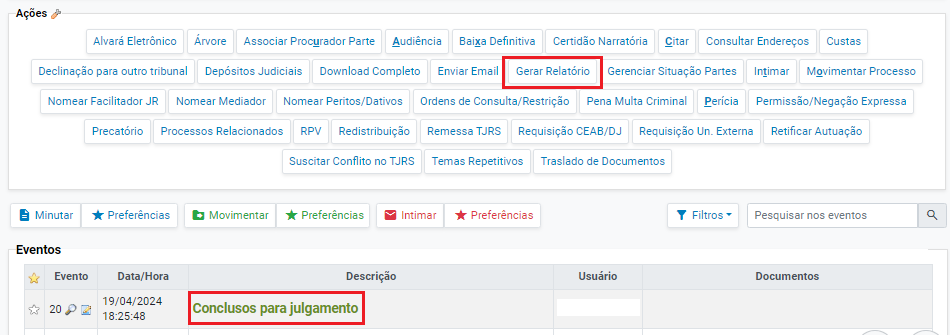 Ações
Alvará Eletrônico Árvore Associar Procurador Parte Audiência Baixa Definitiva Certidão Narratória Citar Consultar Endereços Custas
Declinação para outro tribunal Depósitos Judiciais Download Completo Enviar Email Gerar Relatório Gerenciar Situação Partes Intimar Movimentar Processo
Nomear Facilitador JR Nomear Mediador Nomear Peritos/Dativos Ordens de Consulta/Restrição Pena Multa Criminal Perícia Permissão/Negação Expressa
Precatório Processos Relacionados RPV Redistribuição Remessa TJRS Requisição CEAB/DJ Requisição Un. Externa Retificar Autuação
Suscitar Conflito no TJRS Temas Repetitivos Traslado de Documentos
Minutar Preferências Movimentar Preferências Intimar Preferências Filtros Pesquisar nos eventos
Eventos
Evento Data/Hora Descrição Usuário Documentos
20 19/04/2024 18:25:48 Conclusos para julgamento